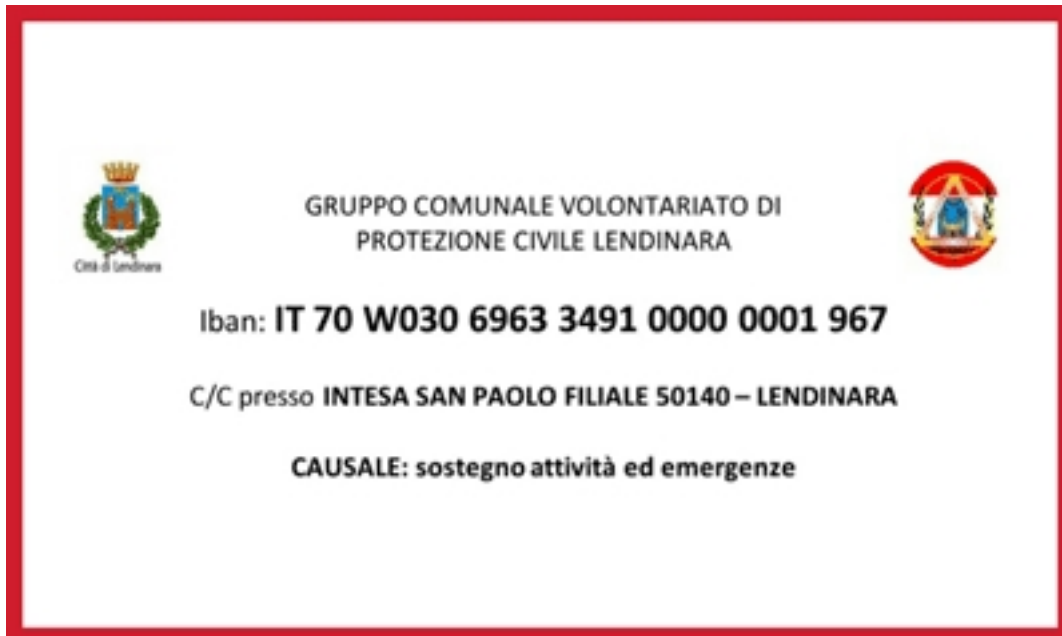 GRUPPO COMUNALE VOLONTARIATO DI
PROTEZIONE CIVILE LENDINARA
Città di Lendinara
Iban: IT 70 W030 6963 3491 0000 0001 967
C/C presso INTESA SAN PAOLO FILIALE 50140 – LENDINARA
CAUSALE: sostegno attività ed emergenze